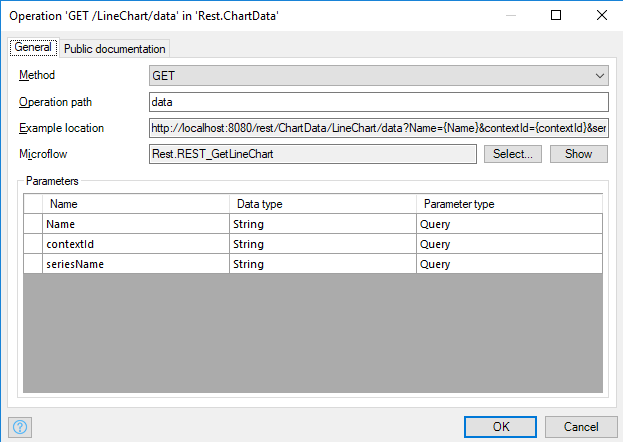 Operation 'GET /LineChart/data' in 'Rest.ChartData'
General Public documentation
Method GET
Operation path data
Example location http://localhost:8080/rest/ChartData/LineChart/data?Name={Name}&contextId={contextId}&ser
Microflow Rest.REST_GetLineChart Select... Show
Parameters
Name Data type Parameter type
Name String Query
contextId String Query
seriesName String Query
? OK Cancel